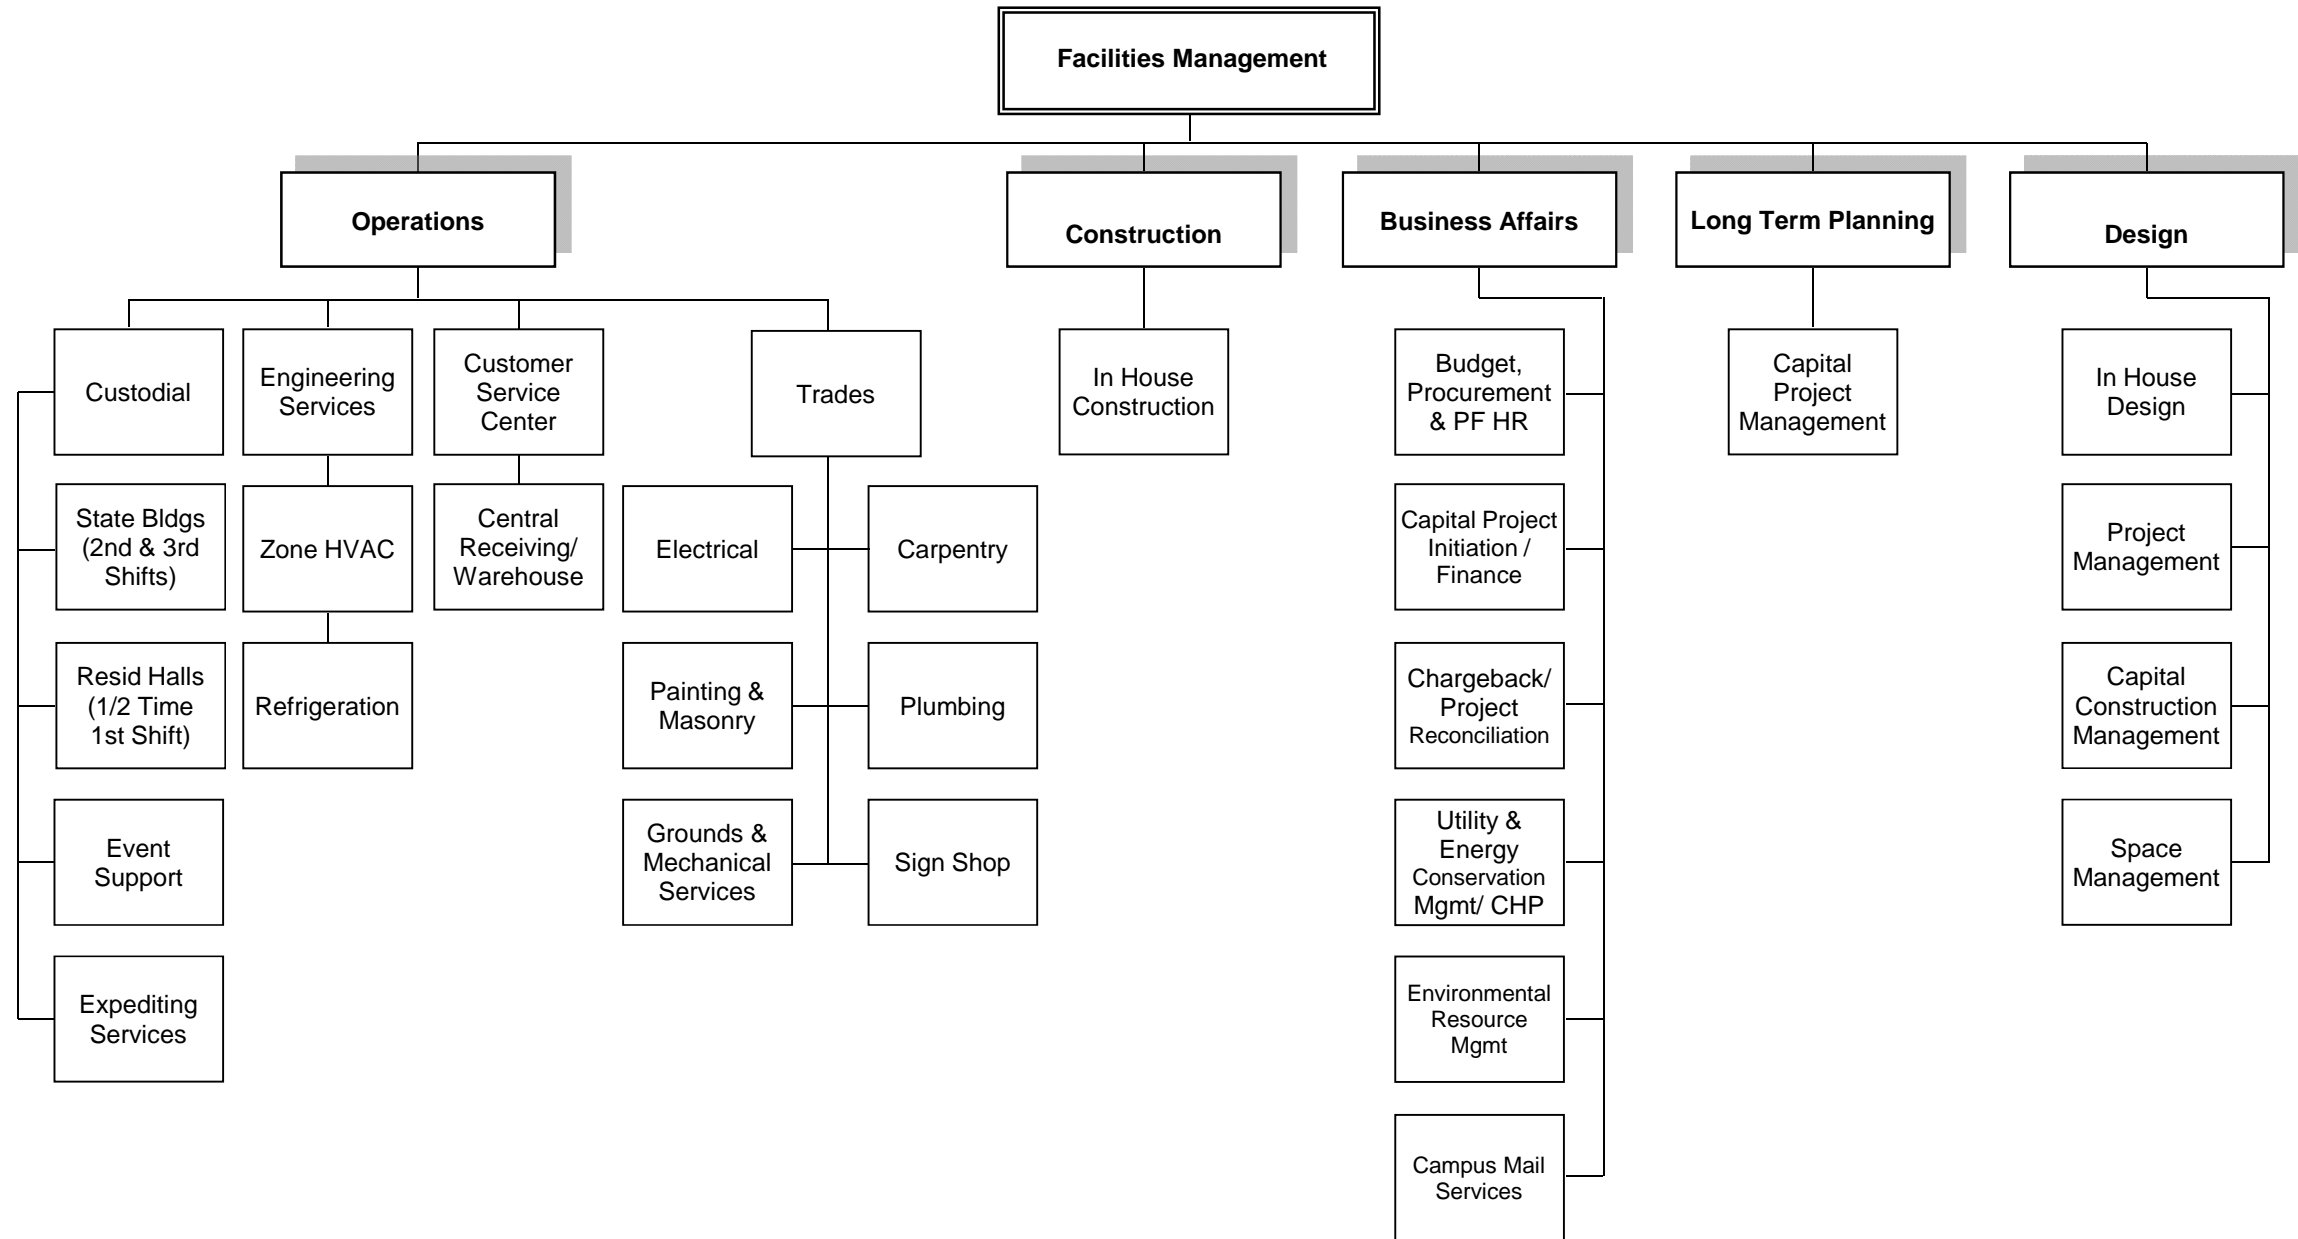 Facilities Management
Operations
Construction
Business Affairs
Long Term Planning
Design
Custodial
Engineering
Services
Customer
Service
Center
Trades
In House
Construction
Budget,
Procurement
& PF HR
Capital
Project
Management
In House
Design
State Bldgs
(2nd & 3rd
Shifts)
Zone HVAC
Central
Receiving/
Warehouse
Electrical
Carpentry
Capital Project
Initiation /
Finance
Project
Management
Resid Halls
(1/2 Time
1st Shift)
Refrigeration
Painting &
Masonry
Plumbing
Chargeback/
Project
Reconciliation
Capital
Construction
Management
Event
Support
Grounds &
Mechanical
Services
Sign Shop
Utility &
Energy
Conservation
Mgmt/ CHP
Space
Management
Expediting
Services
Environmental
Resource
Mgmt
Campus Mail
Services